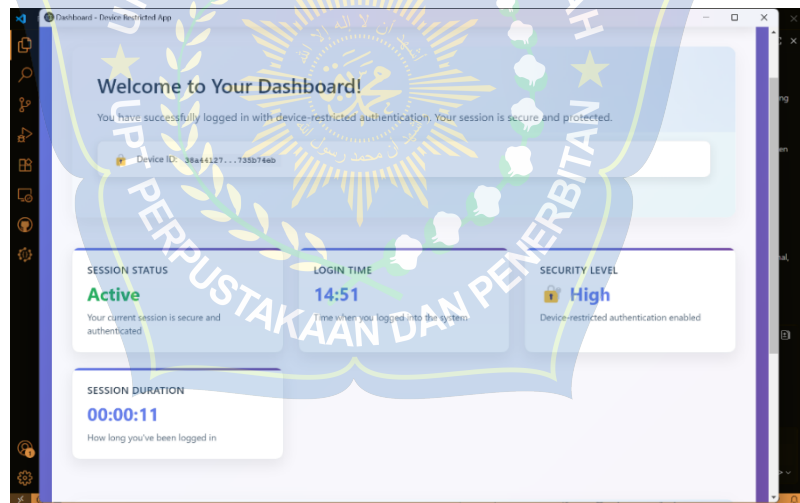 Dashboard - Device Restricted App
Welcome to Your Dashboard!
You have successfully logged in with device-restricted authentication. Your session is secure and protected.
Device ID: 38a44127...735b74eb
SESSION STATUS
Active
Your current session is secure and
authenticated
LOGIN TIME
14:51
Time when you logged into the system
SECURITY LEVEL
High
Device-restricted authentication enabled
SESSION DURATION
00:00:11
How long you've been logged in
UPT PERPUSTAKAAN DAN PENERBITAN